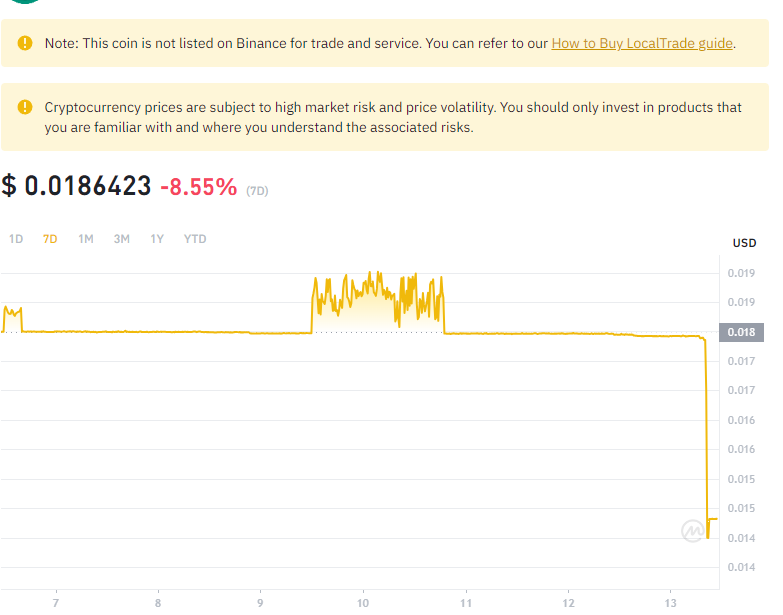 Note: This coin is not listed on Binance for trade and service. You can refer to our How to Buy LocalTrade guide.
Cryptocurrency prices are subject to high market risk and price volatility. You should only invest in products that
you are familiar with and where you understand the associated risks.
$ 0.0186423 -8.55% (7D)
1D 7D 1M 3M 1Y YTD
USD
0.019
0.019
0.018
0.017
0.017
0.016
0.016
0.015
0.015
0.014
0.014
7 8 9 10 11 12 13